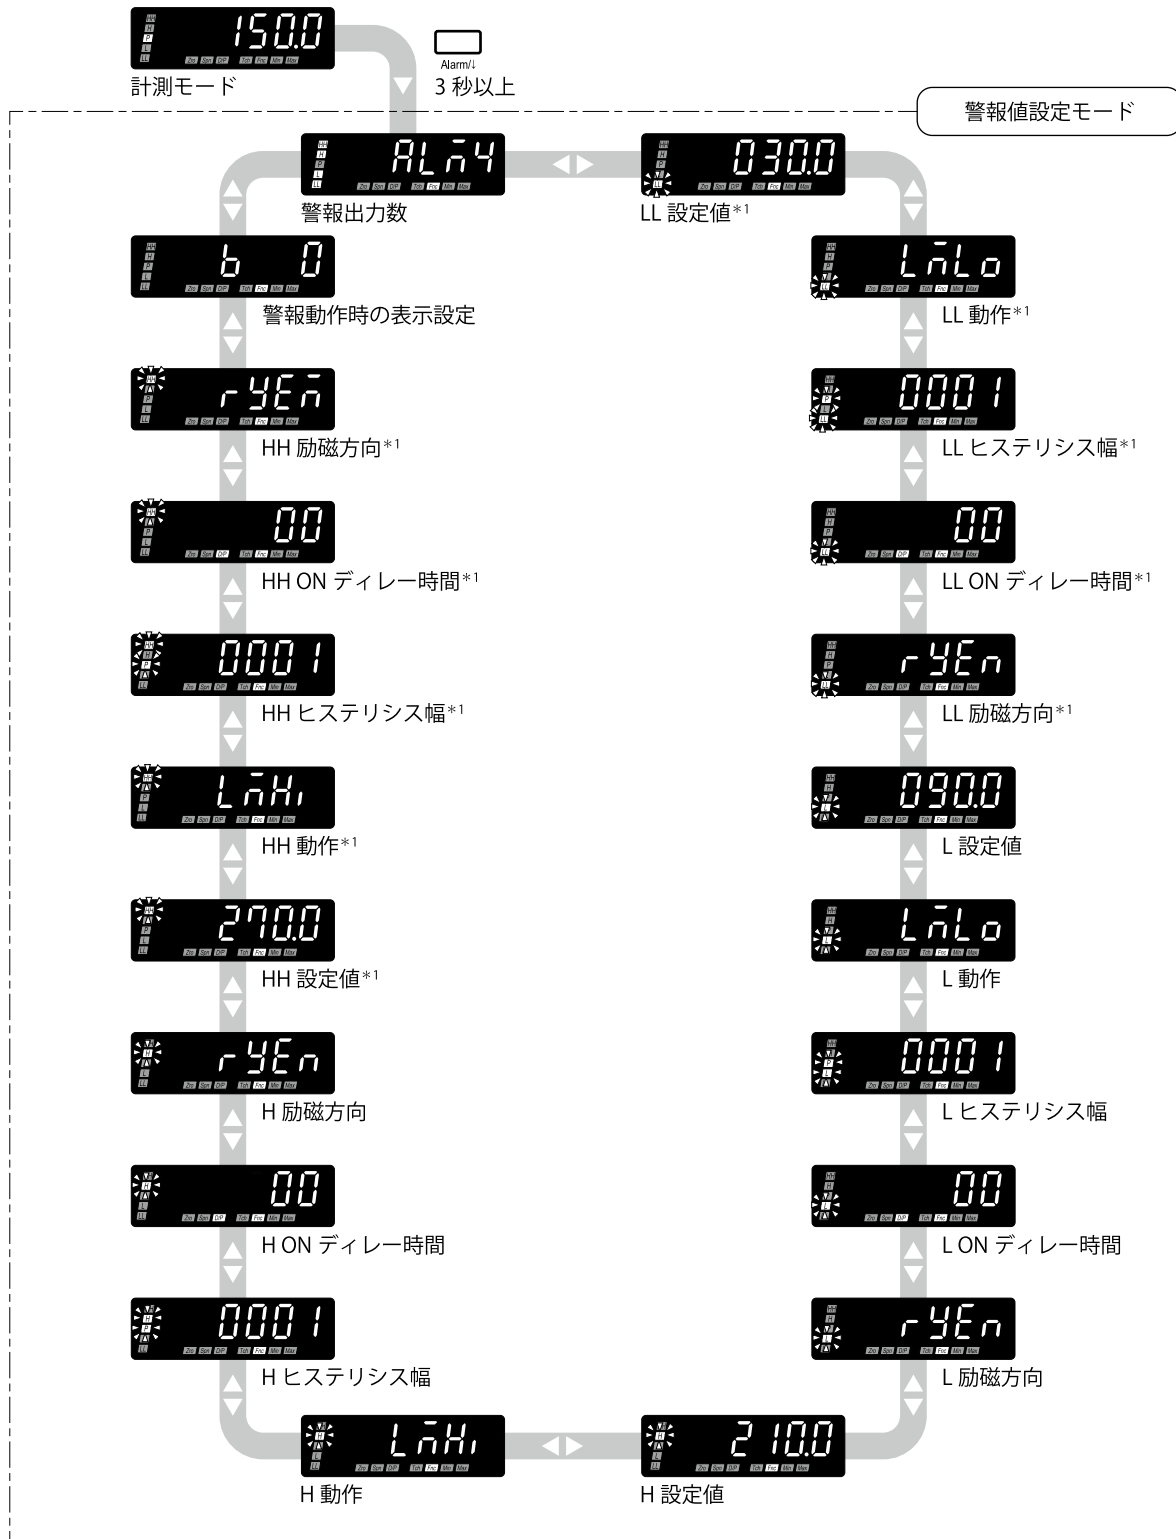 150.0
計測モード
Alarm/↓
3 秒以上
警報値設定モード
ALM4
警報出力数
030.0
LL 設定値*1
b 0
警報動作時の表示設定
LMLo
LL 動作*1
rYEM
HH 励磁方向*1
0001
LL ヒステリシス幅*1
00
HH ON ディレー時間*1
00
LL ON ディレー時間*1
0001
HH ヒステリシス幅*1
rYEn
LL 励磁方向*1
LMHi
HH 動作*1
090.0
L 設定値
270.0
HH 設定値*1
LMLo
L 動作
rYEn
H 励磁方向
0001
L ヒステリシス幅
00
H ON ディレー時間
00
L ON ディレー時間
0001
H ヒステリシス幅
rYEn
L 励磁方向
LMHi
H 動作
210.0
H 設定値